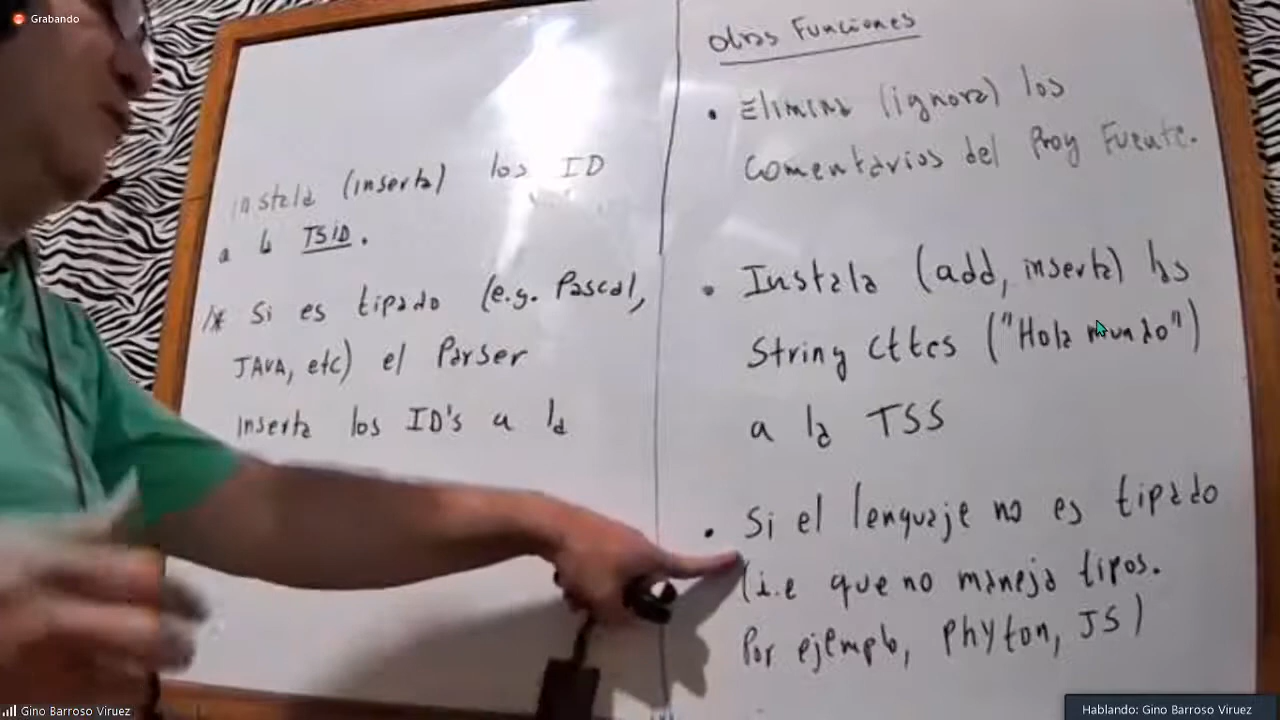 Grabando
instala (inserta) los ID
a la TSID.
/* Si es tipado (e.g. Pascal,
JAVA, etc) el Parser
inserta los ID's a la
Otras Funciones
• Elimina (ignora) los
Comentarios del Prog Fuente.
• Instala (add, inserta) las
String Cttes ("Hola mundo")
a la TSS
• Si el lenguaje no es tipado
(i.e que no maneja tipos.
Por ejemplo, Phyton, JS)
Gino Barroso Viruez
Hablando: Gino Barroso Viruez